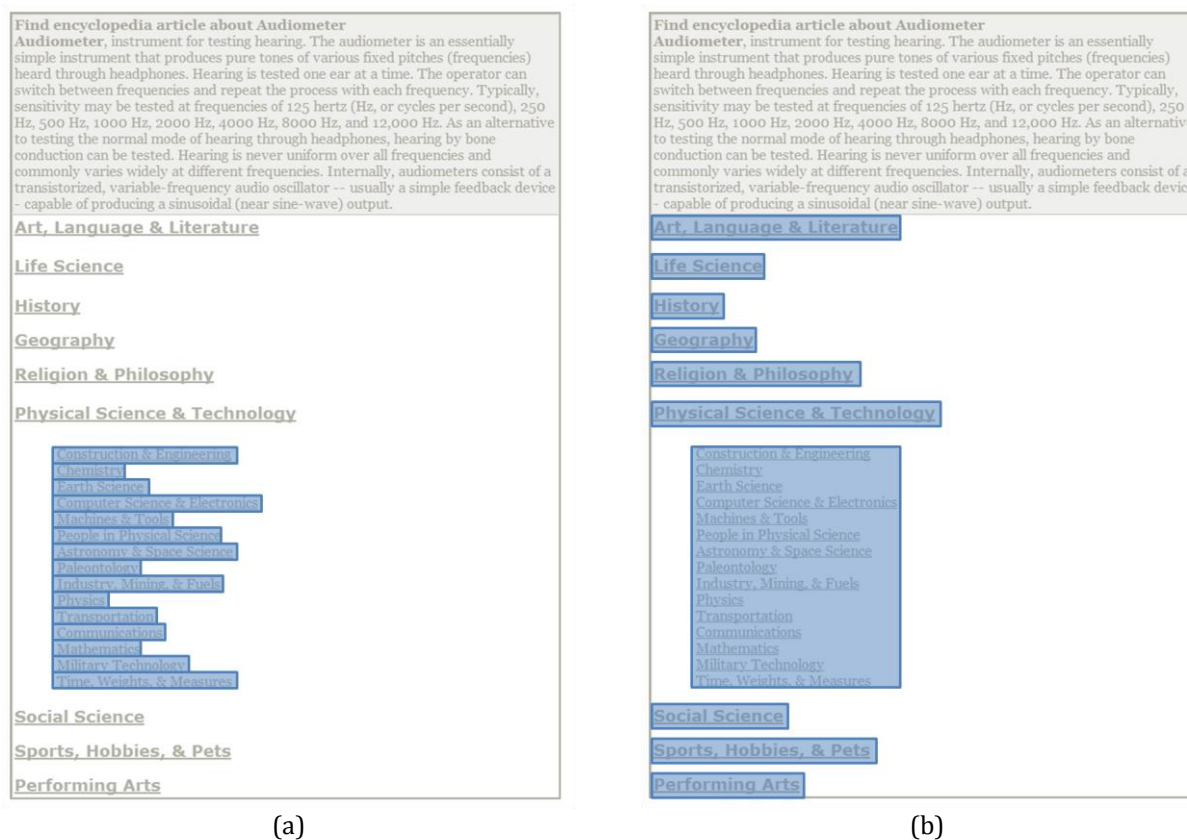 Find encyclopedia article about Audiometer
Audiometer, instrument for testing hearing. The audiometer is an essentially
simple instrument that produces pure tones of various fixed pitches (frequencies)
heard through headphones. Hearing is tested one ear at a time. The operator can
switch between frequencies and repeat the process with each frequency. Typically,
sensitivity may be tested at frequencies of 125 hertz (Hz, or cycles per second), 250
Hz, 500 Hz, 1000 Hz, 2000 Hz, 4000 Hz, 8000 Hz, and 12,000 Hz. As an alternative
to testing the normal mode of hearing through headphones, hearing by bone
conduction can be tested. Hearing is never uniform over all frequencies and
commonly varies widely at different frequencies. Internally, audiometers consist of a
transistorized, variable-frequency audio oscillator -- usually a simple feedback device
- capable of producing a sinusoidal (near sine-wave) output.
Art, Language & Literature
Life Science
History
Geography
Religion & Philosophy
Physical Science & Technology
Construction & Engineering
Chemistry
Earth Science
Computer Science & Electronics
Machines & Tools
People in Physical Science
Astronomy & Space Science
Paleontology
Industry, Mining, & Fuels
Physics
Transportation
Communications
Mathematics
Military Technology
Time, Weights, & Measures
Social Science
Sports, Hobbies, & Pets
Performing Arts
(a)
Find encyclopedia article about Audiometer
Audiometer, instrument for testing hearing. The audiometer is an essentially
simple instrument that produces pure tones of various fixed pitches (frequencies)
heard through headphones. Hearing is tested one ear at a time. The operator can
switch between frequencies and repeat the process with each frequency. Typically,
sensitivity may be tested at frequencies of 125 hertz (Hz, or cycles per second), 250
Hz, 500 Hz, 1000 Hz, 2000 Hz, 4000 Hz, 8000 Hz, and 12,000 Hz. As an alternativ
to testing the normal mode of hearing through headphones, hearing by bone
conduction can be tested. Hearing is never uniform over all frequencies and
commonly varies widely at different frequencies. Internally, audiometers consist of a
transistorized, variable-frequency audio oscillator -- usually a simple feedback devic
- capable of producing a sinusoidal (near sine-wave) output.
Art, Language & Literature
Life Science
History
Geography
Religion & Philosophy
Physical Science & Technology
Construction & Engineering
Chemistry
Earth Science
Computer Science & Electronics
Machines & Tools
People in Physical Science
Astronomy & Space Science
Paleontology
Industry, Mining, & Fuels
Physics
Transportation
Communications
Mathematics
Military Technology
Time, Weights, & Measures
Social Science
Sports, Hobbies, & Pets
Performing Arts
(b)